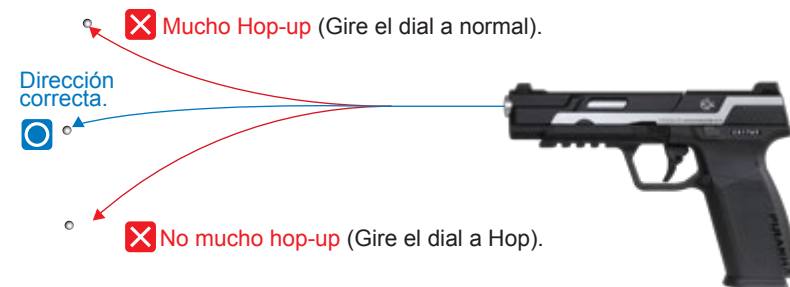 Mucho Hop-up (Gire el dial a normal).
Dirección
correcta.
No mucho hop-up (Gire el dial a Hop).